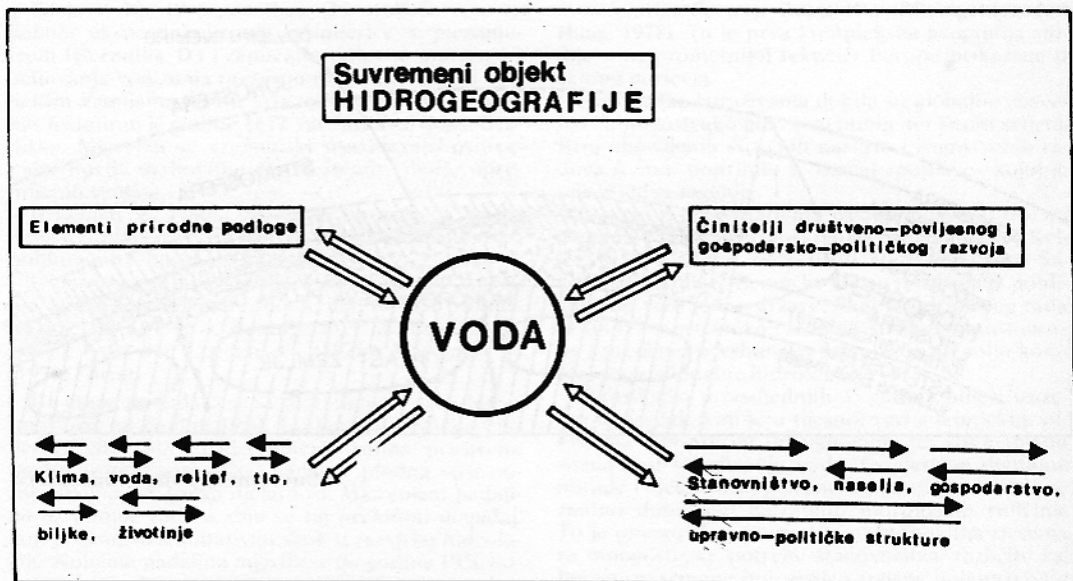 Suvremeni objekt
HIDROGEOGRAFIJE
Elementi prirodne podloge
Činitelji društveno–povijesnog i
gospodarsko–političkog razvoja
VODA
Klima, voda, reljef, tlo,
biljke, životinje
Stanovništvo, naselja, gospodarstvo,
upravno–političke strukture